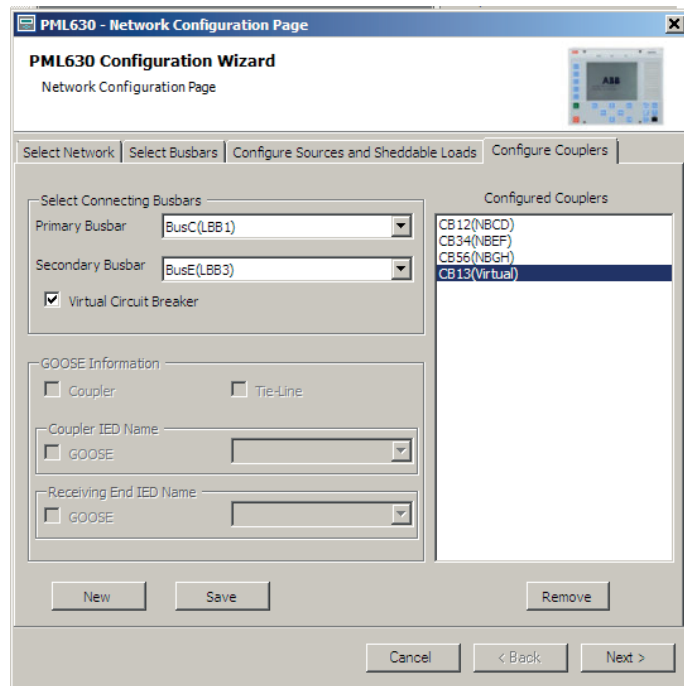 PML630 - Network Configuration Page
PML630 Configuration Wizard
Network Configuration Page
ABB
Select Network
Select Busbars
Configure Sources and Sheddable Loads
Configure Couplers
Select Connecting Busbars
Primary Busbar
BusC(LBB1)
Secondary Busbar
BusE(LBB3)
Virtual Circuit Breaker
GOOSE Information
Coupler
Tie-Line
Coupler IED Name
GOOSE
Receiving End IED Name
GOOSE
New
Save
Configured Couplers
CB12(NBCD)
CB34(NBEF)
CB56(NBGH)
CB13(Virtual)
Remove
Cancel
< Back
Next >